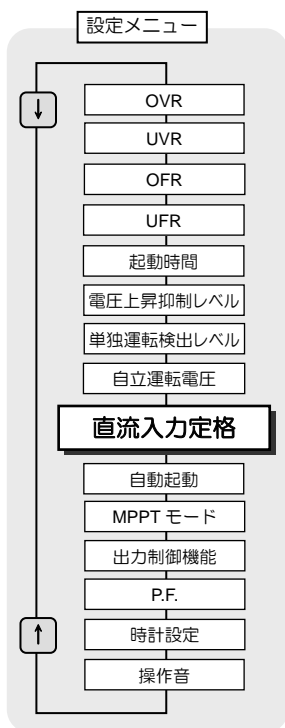 設定メニュー
↓
OVR
UVR
OFR
UFR
起動時間
電圧上昇抑制レベル
単独運転検出レベル
自立運転電圧
直流入力定格
自動起動
MPPT モード
出力制御機能
P.F.
↑
時計設定
操作音